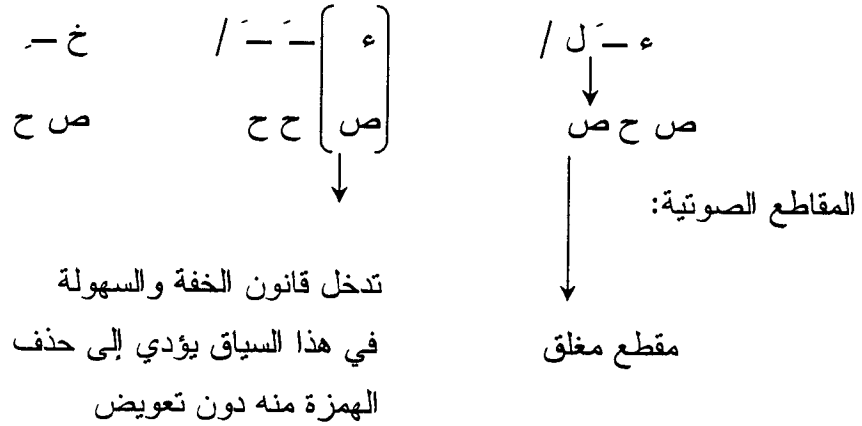 ء ـَ ل / [ء] ـَ ـَ / خ ـِ
ص ح ص [ص] ح ح ص ح
المقاطع الصوتية:
تدخل قانون الخفة والسهولة
مقطع مغلق في هذا السياق يؤدي إلى حذف
الهمزة منه دون تعويض